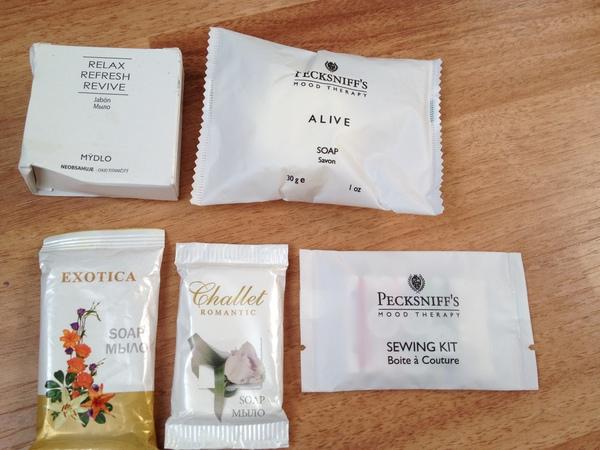 RELAX
REFRESH
REVIVE
Jabón
Мыло
MÝDLO
PECKSNIFF'S
MOOD THERAPY
ALIVE
SOAP
Savon
30 g e
1 oz
EXOTICA
SOAP
МЫЛО
Challet
ROMANTIC
SOAP
МЫЛО
PECKSNIFF'S
MOOD THERAPY
SEWING KIT
Boite à Couture